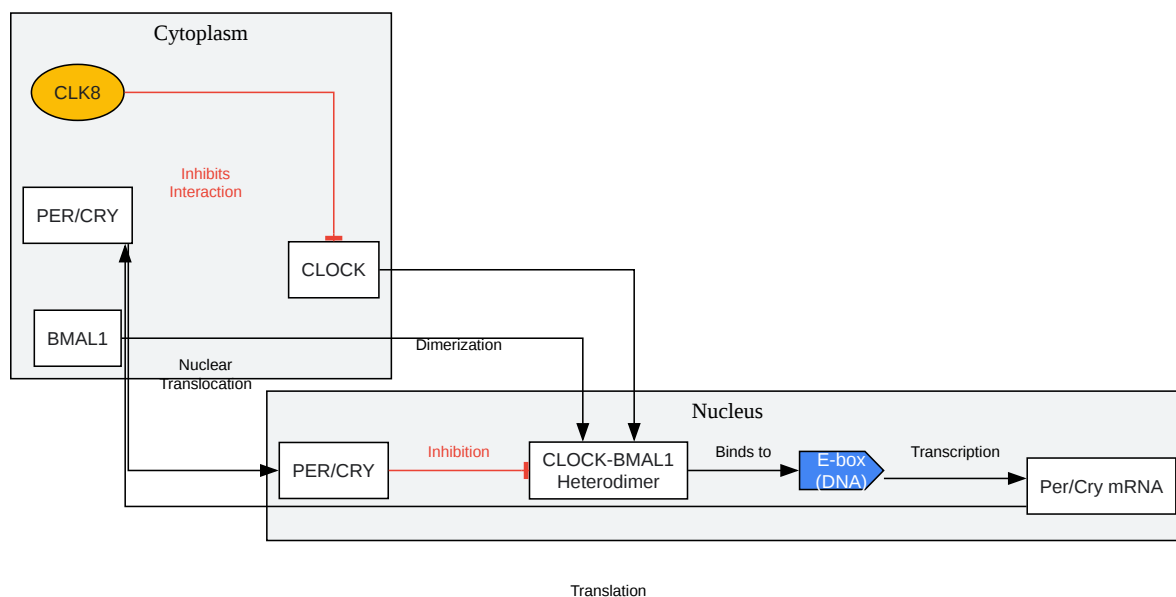 Cytoplasm
CLK8
Inhibits
Interaction
PER/CRY
CLOCK
BMAL1
Dimerization
Nuclear
Translocation
Nucleus
PER/CRY
Inhibition
CLOCK-BMAL1
Heterodimer
Binds to
E-box
(DNA)
Transcription
Per/Cry mRNA
Translation